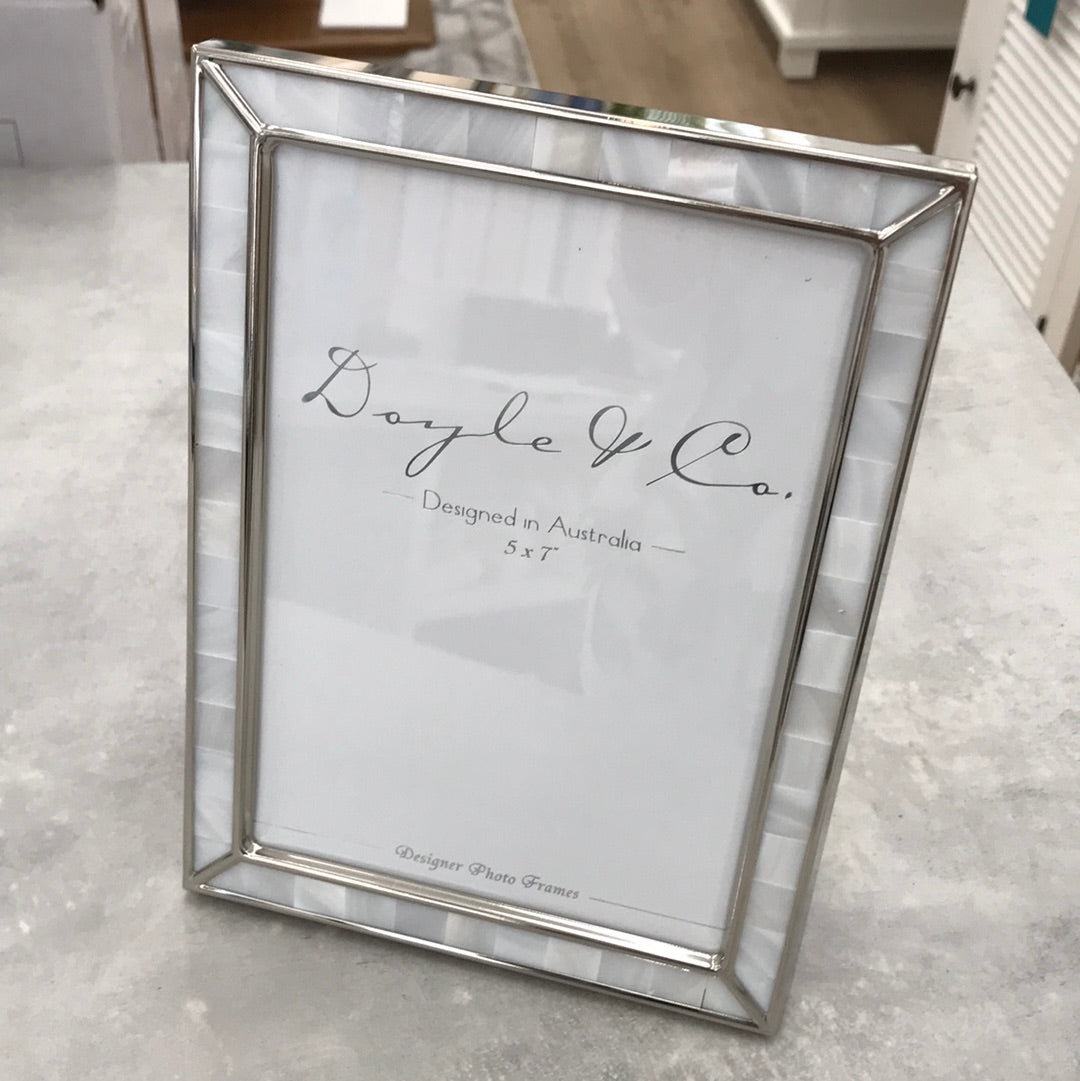 Doyle & Co.
Designed in Australia
5 x 7"
Designer Photo Frames